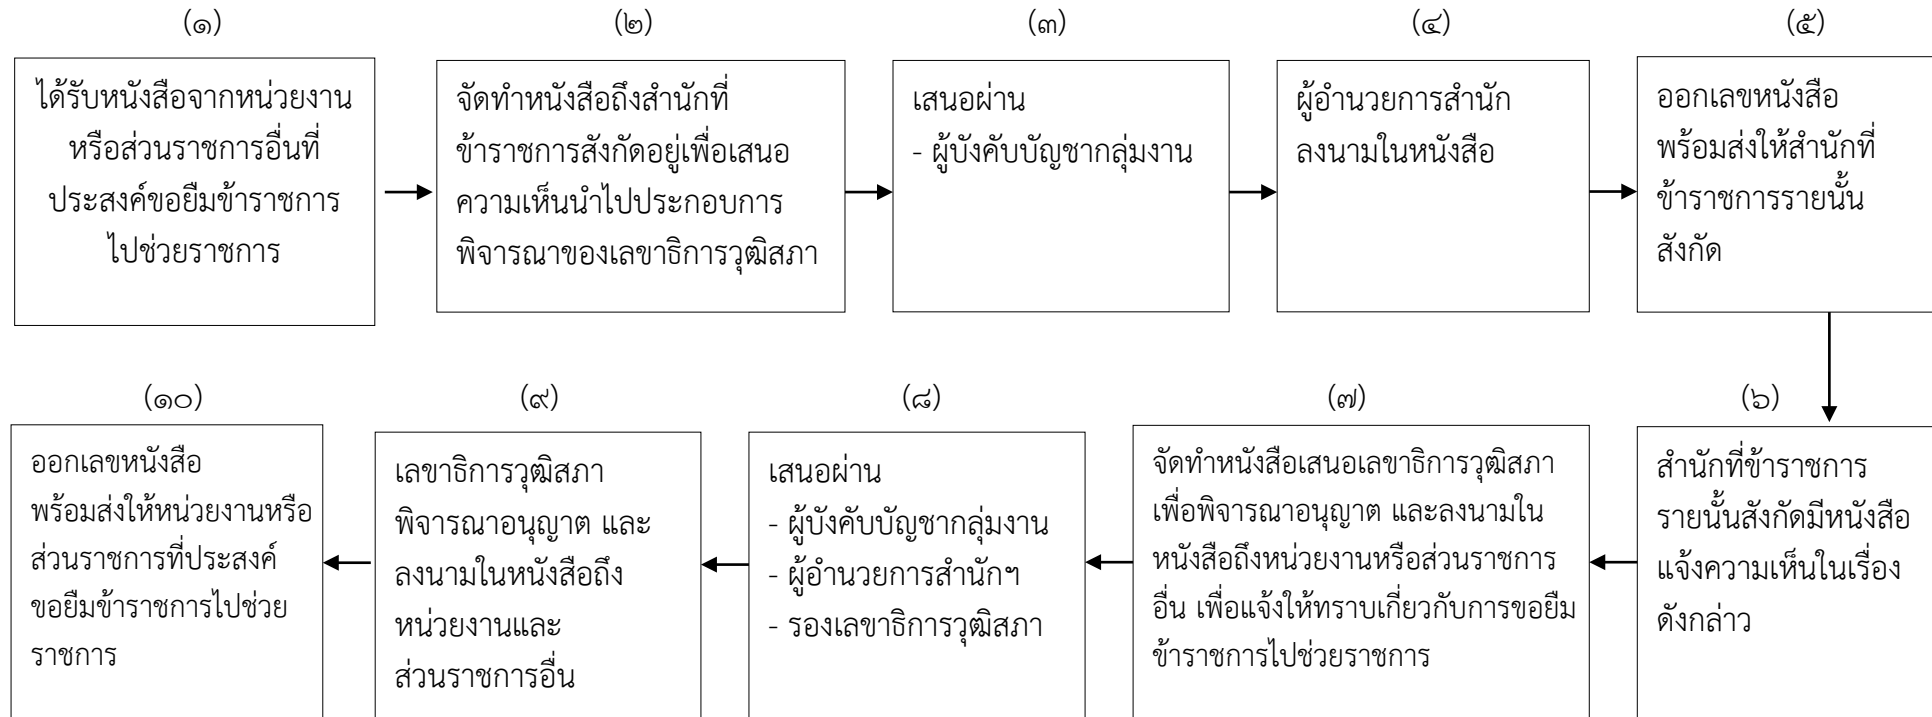 (๑)
ได้รับหนังสือจากหน่วยงาน
หรือส่วนราชการอื่นที่
ประสงค์ขอยืมข้าราชการ
ไปช่วยราชการ
(๒)
จัดทำหนังสือถึงสำนักที่
ข้าราชการสังกัดอยู่เพื่อเสนอ
ความเห็นนำไปประกอบการ
พิจารณาของเลขาธิการวุฒิสภา
(๓)
เสนอผ่าน
- ผู้บังคับบัญชากลุ่มงาน
(๔)
ผู้อำนวยการสำนัก
ลงนามในหนังสือ
(๕)
ออกเลขหนังสือ
พร้อมส่งให้สำนักที่
ข้าราชการรายนั้น
สังกัด
(๖)
สำนักที่ข้าราชการ
รายนั้นสังกัดมีหนังสือ
แจ้งความเห็นในเรื่อง
ดังกล่าว
(๗)
จัดทำหนังสือเสนอเลขาธิการวุฒิสภา
เพื่อพิจารณาอนุญาต และลงนามใน
หนังสือถึงหน่วยงานหรือส่วนราชการ
อื่น เพื่อแจ้งให้ทราบเกี่ยวกับการขอยืม
ข้าราชการไปช่วยราชการ
(๘)
เสนอผ่าน
- ผู้บังคับบัญชากลุ่มงาน
- ผู้อำนวยการสำนักฯ
- รองเลขาธิการวุฒิสภา
(๙)
เลขาธิการวุฒิสภา
พิจารณาอนุญาต และ
ลงนามในหนังสือถึง
หน่วยงานและ
ส่วนราชการอื่น
(๑๐)
ออกเลขหนังสือ
พร้อมส่งให้หน่วยงานหรือ
ส่วนราชการที่ประสงค์
ขอยืมข้าราชการไปช่วย
ราชการ